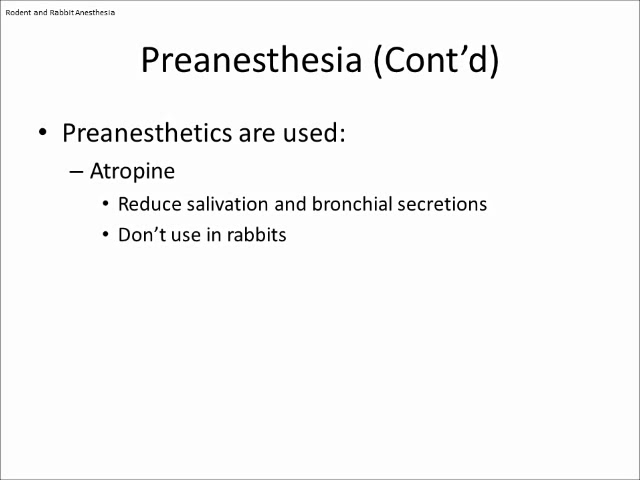 Rodent and Rabbit Anesthesia
Preanesthesia (Cont’d)
• Preanesthetics are used:
– Atropine
• Reduce salivation and bronchial secretions
• Don’t use in rabbits